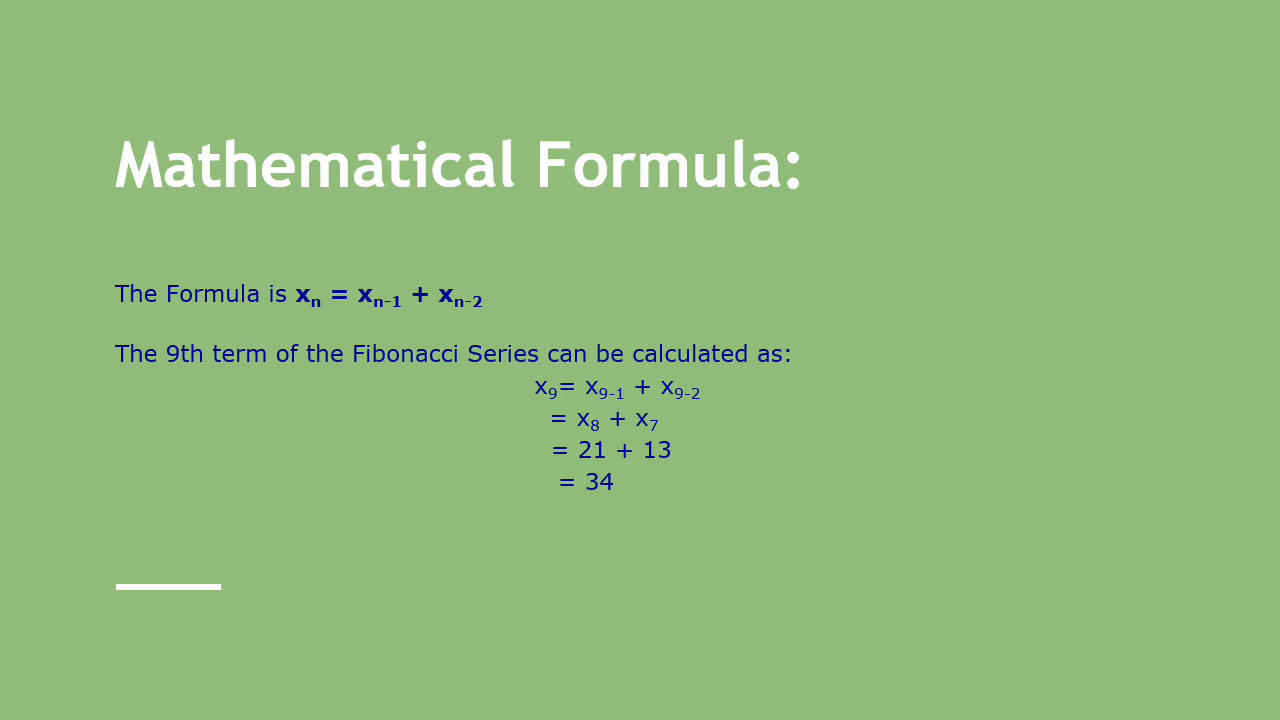 Mathematical Formula:
The Formula is xₙ = xₙ₋₁ + xₙ₋₂
The 9th term of the Fibonacci Series can be calculated as:
x₉= x₉₋₁ + x₉₋₂
= x₈ + x₇
= 21 + 13
= 34